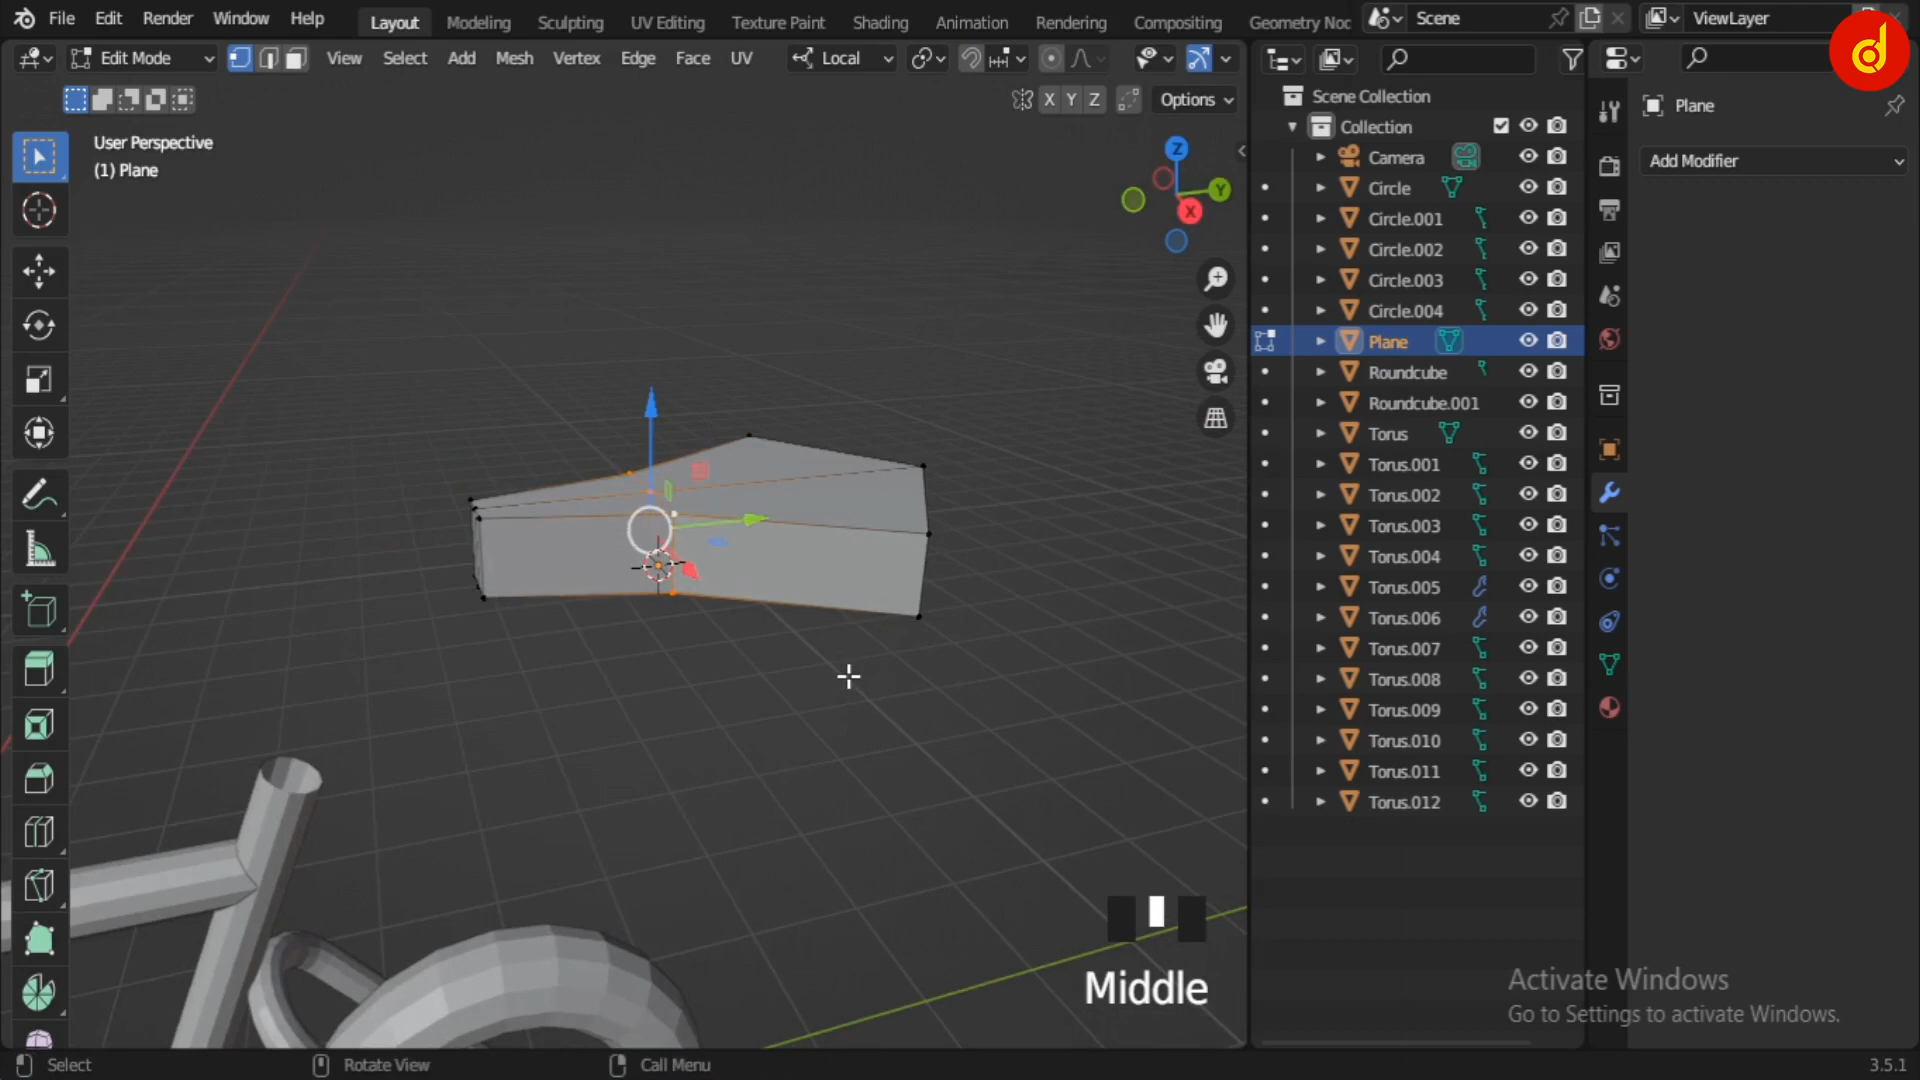 File Edit Render Window Help Layout Modeling Sculpting UV Editing Texture Paint Shading Animation Rendering Compositing Geometry Noc Scene ViewLayer
Edit Mode View Select Add Mesh Vertex Edge Face UV Local
X Y Z Options
User Perspective
(1) Plane
Z
Y
X
Scene Collection
Collection
Camera
Circle
Circle.001
Circle.002
Circle.003
Circle.004
Plane
Roundcube
Roundcube.001
Torus
Torus.001
Torus.002
Torus.003
Torus.004
Torus.005
Torus.006
Torus.007
Torus.008
Torus.009
Torus.010
Torus.011
Torus.012
Plane
Add Modifier
Middle
Activate Windows
Go to Settings to activate Windows.
Select Rotate View Call Menu 3.5.1